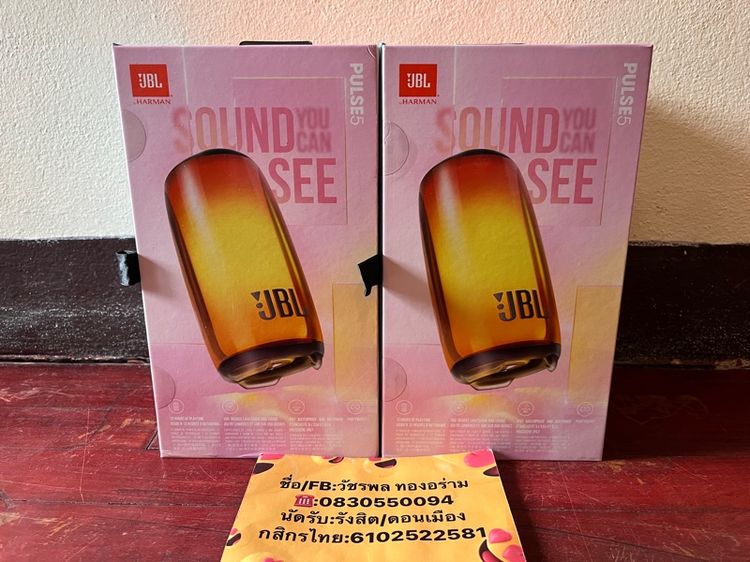 JBL
BY HARMAN
PULSE5
SOUND YOU CAN SEE
JBL
JBL
BY HARMAN
PULSE5
SOUND YOU CAN SEE
JBL
ชื่อ/FB:วัชรพล ทองอร่าม
☎:0830550094
นัดรับ:รังสิต/ดอนเมือง
กสิกรไทย:6102522581